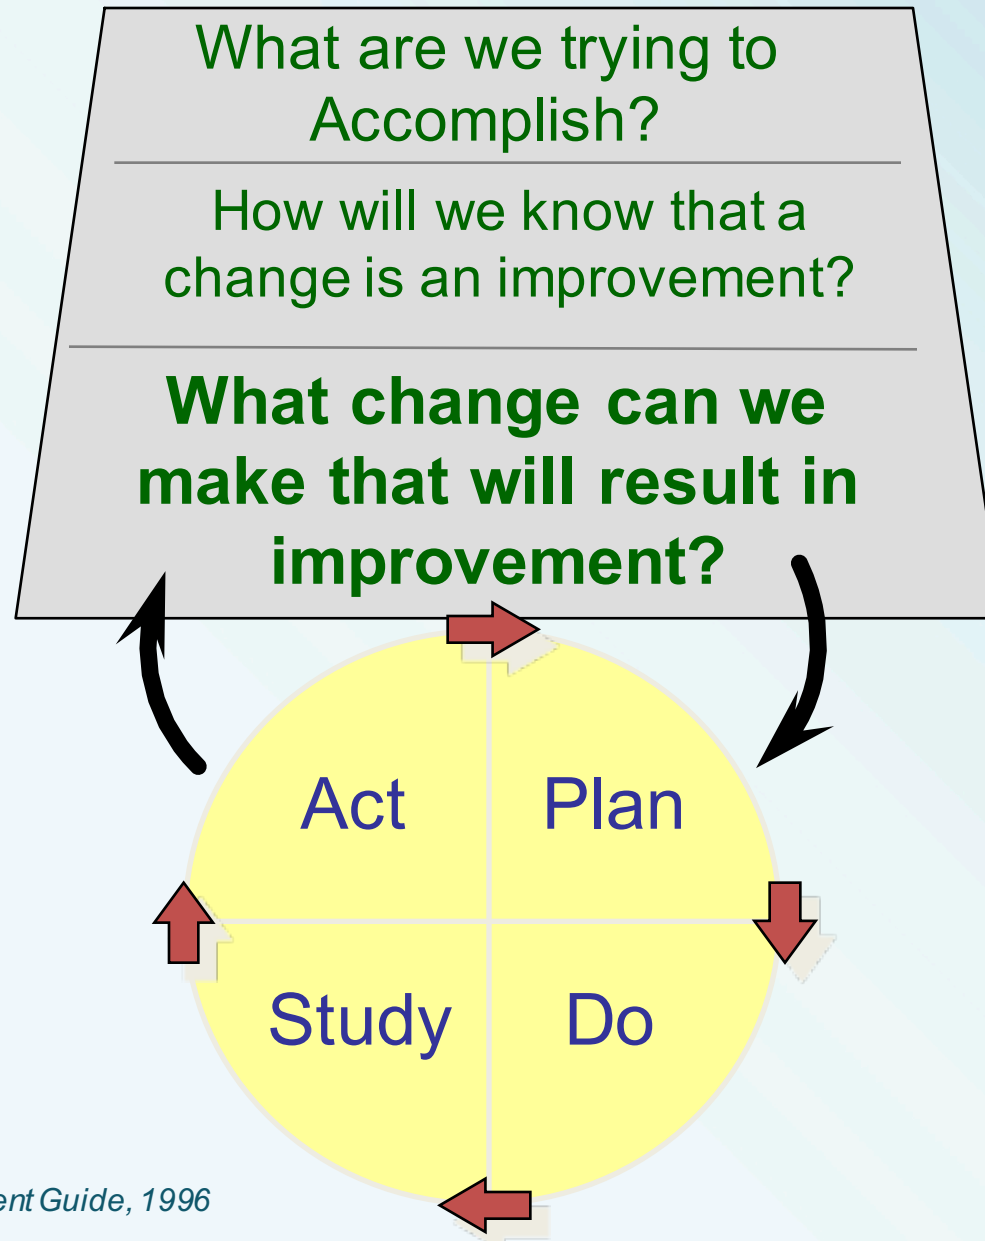 What are we trying to
Accomplish?
How will we know that a
change is an improvement?
What change can we
make that will result in
improvement?
Act
Plan
Study
Do
ent Guide, 1996